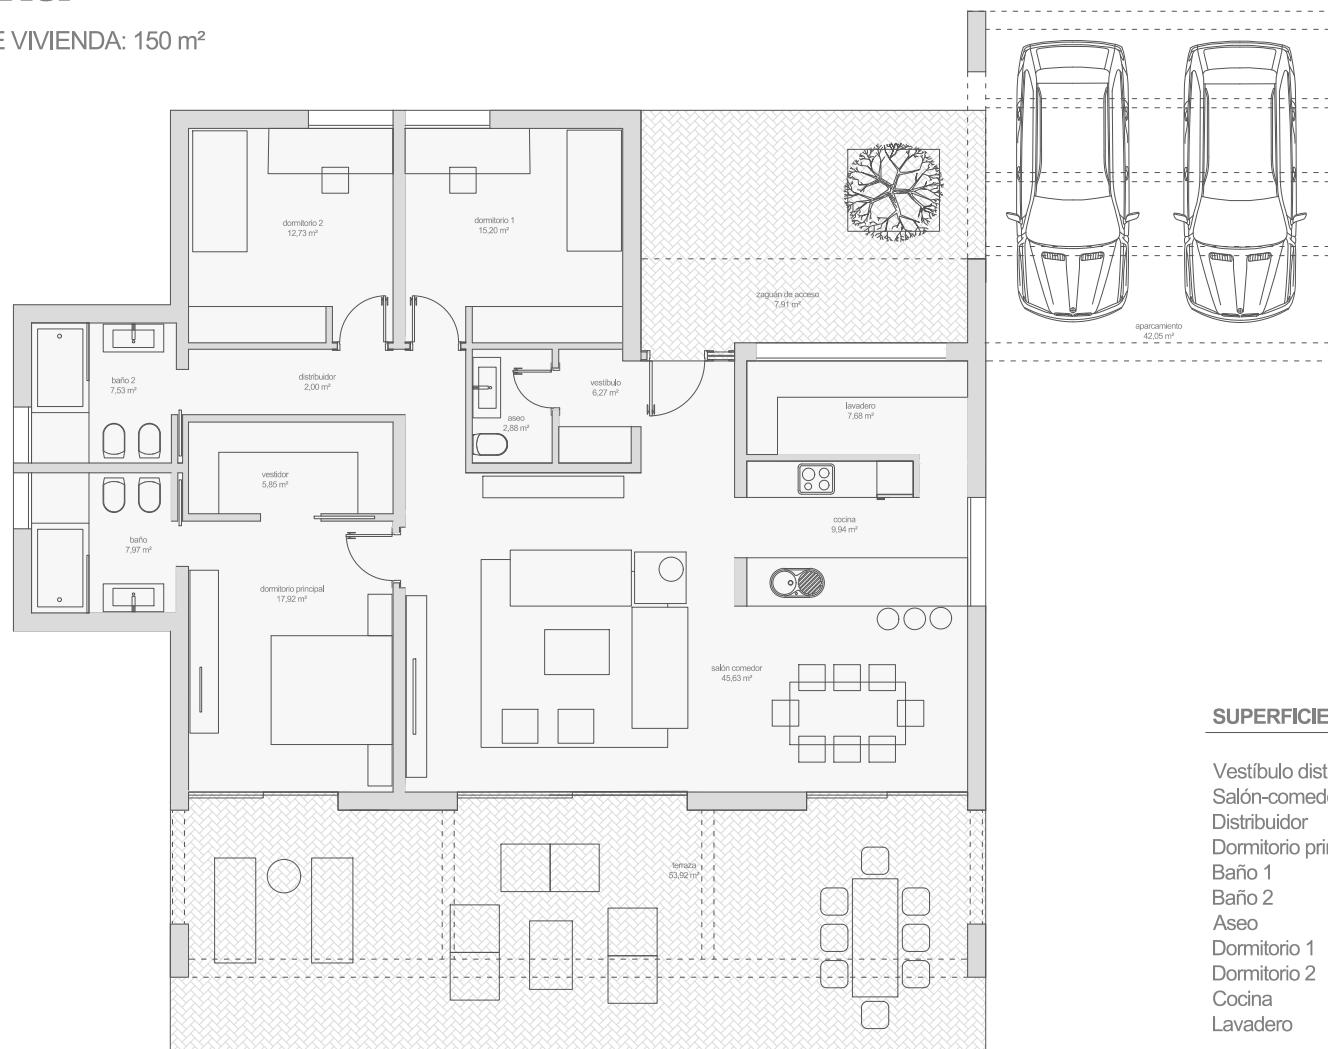 E VIVIENDA: 150 m²
dormitorio 2
12,73 m²
dormitorio 1
15,20 m²
zaguán de acceso
7,91 m²
aparcamiento
42,05 m²
baño 2
7,53 m²
distribuidor
2,00 m²
vestíbulo
6,27 m²
aseo
2,88 m²
lavadero
7,68 m²
vestidor
5,85 m²
cocina
9,94 m²
baño
7,97 m²
dormitorio principal
17,92 m²
salón comedor
45,63 m²
terraza
53,92 m²
SUPERFICIE
Vestíbulo dist
Salón-comed
Distribuidor
Dormitorio prin
Baño 1
Baño 2
Aseo
Dormitorio 1
Dormitorio 2
Cocina
Lavadero